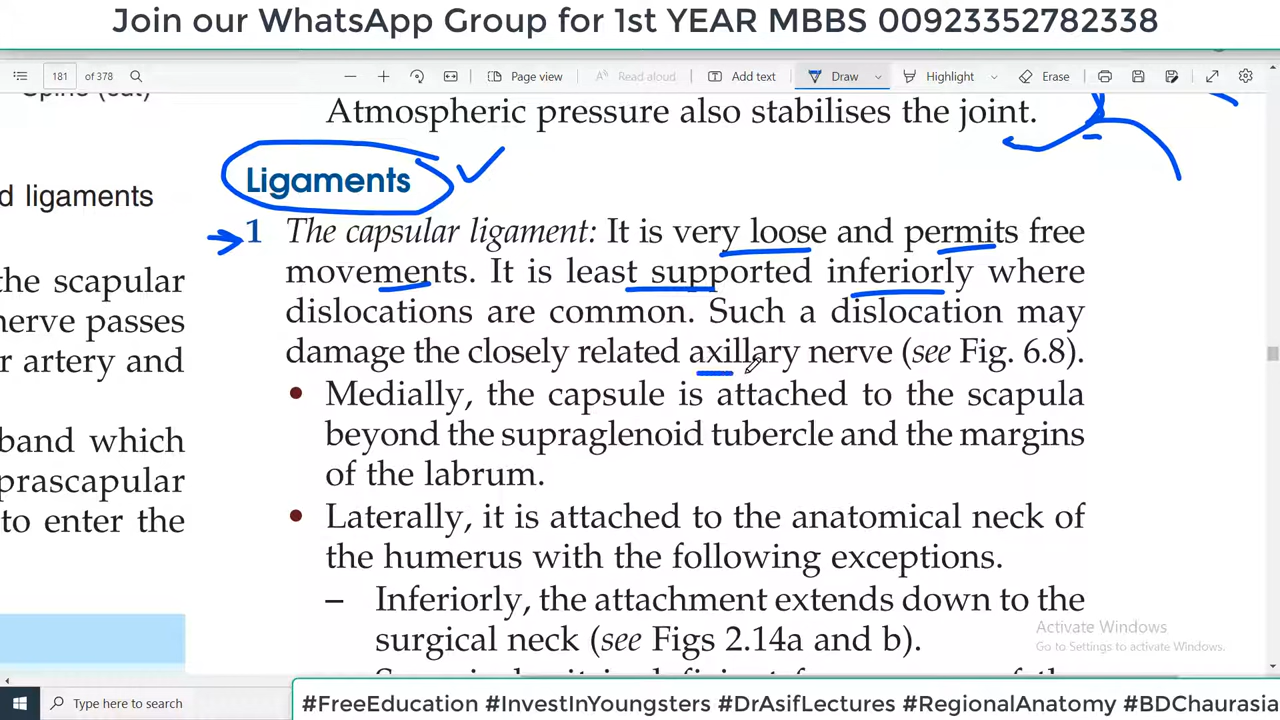 Join our WhatsApp Group for 1st YEAR MBBS 00923352782338
181 of 378
Page view
Read aloud
Add text
Draw
Highlight
Erase
Atmospheric pressure also stabilises the joint.
Ligaments
d ligaments
the scapular
nerve passes
r artery and
band which
prascapular
to enter the
1 The capsular ligament: It is very loose and permits free
movements. It is least supported inferiorly where
dislocations are common. Such a dislocation may
damage the closely related axillary nerve (see Fig. 6.8).
• Medially, the capsule is attached to the scapula
beyond the supraglenoid tubercle and the margins
of the labrum.
• Laterally, it is attached to the anatomical neck of
the humerus with the following exceptions.
– Inferiorly, the attachment extends down to the
surgical neck (see Figs 2.14a and b).
Activate Windows
Go to Settings to activate Windows.
Type here to search
#FreeEducation #InvestInYoungsters #DrAsifLectures #RegionalAnatomy #BDChaurasia